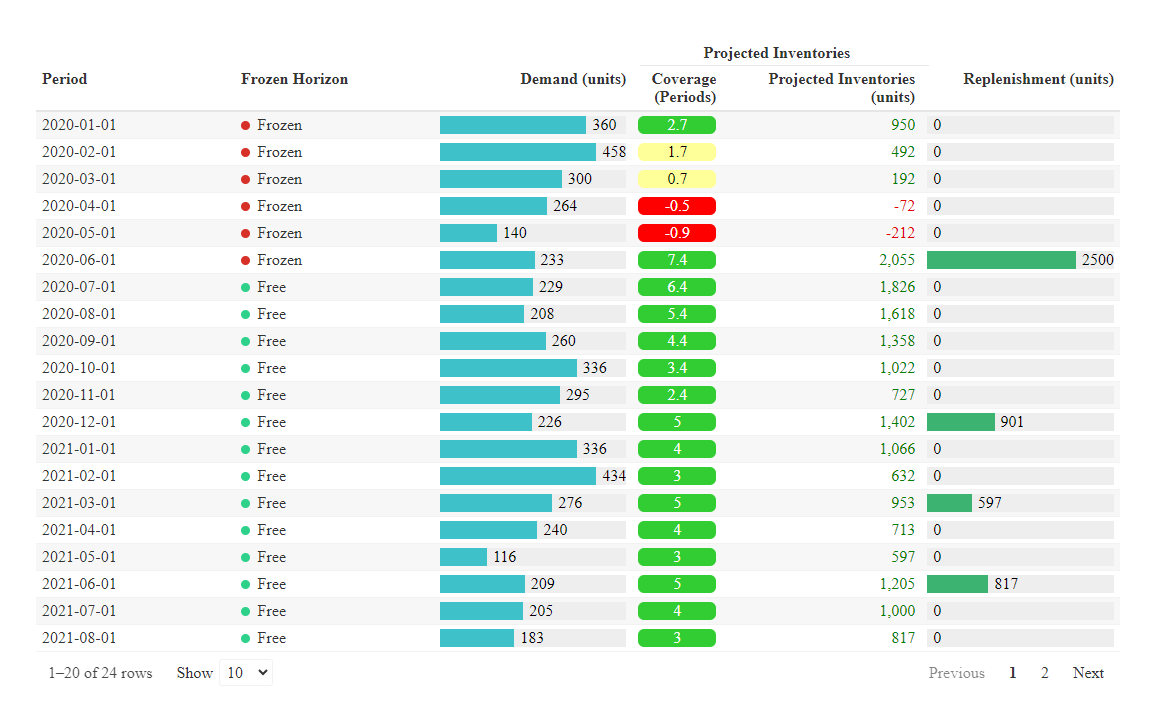 Projected Inventories
Period Frozen Horizon Demand (units) Coverage (Periods) Projected Inventories (units) Replenishment (units)
2020-01-01 Frozen 360 2.7 950 0
2020-02-01 Frozen 458 1.7 492 0
2020-03-01 Frozen 300 0.7 192 0
2020-04-01 Frozen 264 -0.5 -72 0
2020-05-01 Frozen 140 -0.9 -212 0
2020-06-01 Frozen 233 7.4 2,055 2500
2020-07-01 Free 229 6.4 1,826 0
2020-08-01 Free 208 5.4 1,618 0
2020-09-01 Free 260 4.4 1,358 0
2020-10-01 Free 336 3.4 1,022 0
2020-11-01 Free 295 2.4 727 0
2020-12-01 Free 226 5 1,402 901
2021-01-01 Free 336 4 1,066 0
2021-02-01 Free 434 3 632 0
2021-03-01 Free 276 5 953 597
2021-04-01 Free 240 4 713 0
2021-05-01 Free 116 3 597 0
2021-06-01 Free 209 5 1,205 817
2021-07-01 Free 205 4 1,000 0
2021-08-01 Free 183 3 817 0
1–20 of 24 rows Show 10 Previous 1 2 Next